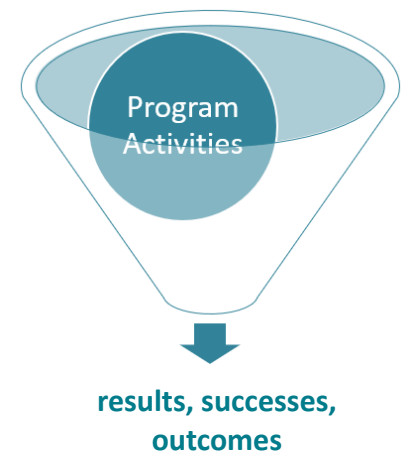 Program
Activities
results, successes,
outcomes